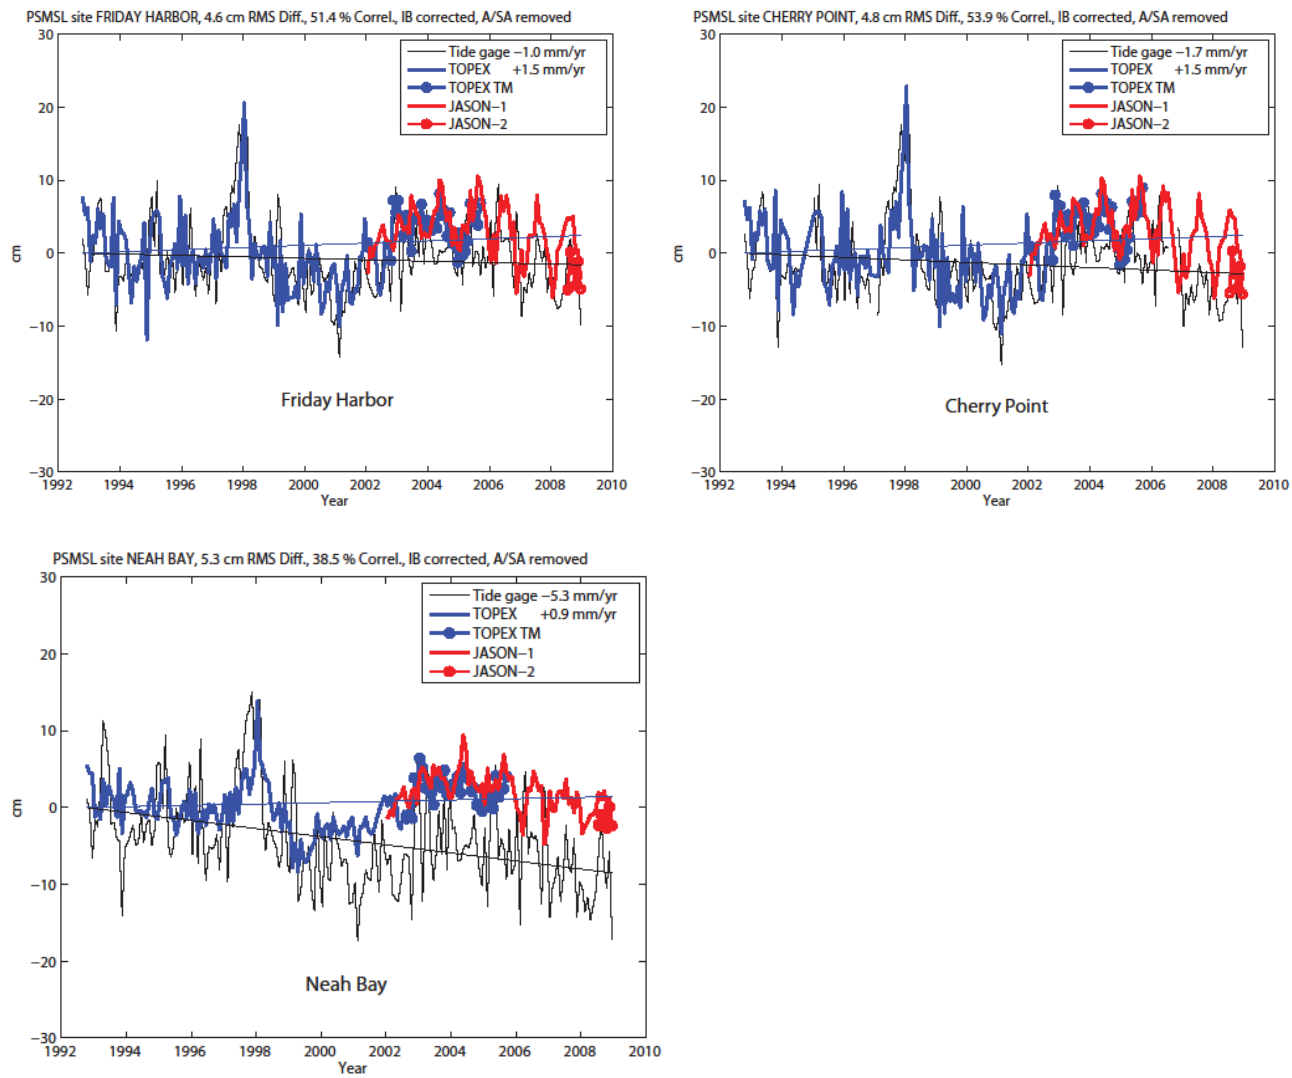 PSMSL site FRIDAY HARBOR, 4.6 cm RMS Diff., 51.4 % Correl., IB corrected, A/SA removed
30
20
10
0
−10
−20
−30
cm
Tide gage −1.0 mm/yr
TOPEX +1.5 mm/yr
TOPEX TM
JASON−1
JASON−2
Friday Harbor
1992 1994 1996 1998 2000 2002 2004 2006 2008 2010
Year
PSMSL site CHERRY POINT, 4.8 cm RMS Diff., 53.9 % Correl., IB corrected, A/SA removed
30
20
10
0
−10
−20
−30
cm
Tide gage −1.7 mm/yr
TOPEX +1.5 mm/yr
TOPEX TM
JASON−1
JASON−2
Cherry Point
1992 1994 1996 1998 2000 2002 2004 2006 2008 2010
Year
PSMSL site NEAH BAY, 5.3 cm RMS Diff., 38.5 % Correl., IB corrected, A/SA removed
30
20
10
0
−10
−20
−30
cm
Tide gage −5.3 mm/yr
TOPEX +0.9 mm/yr
TOPEX TM
JASON−1
JASON−2
Neah Bay
1992 1994 1996 1998 2000 2002 2004 2006 2008 2010
Year